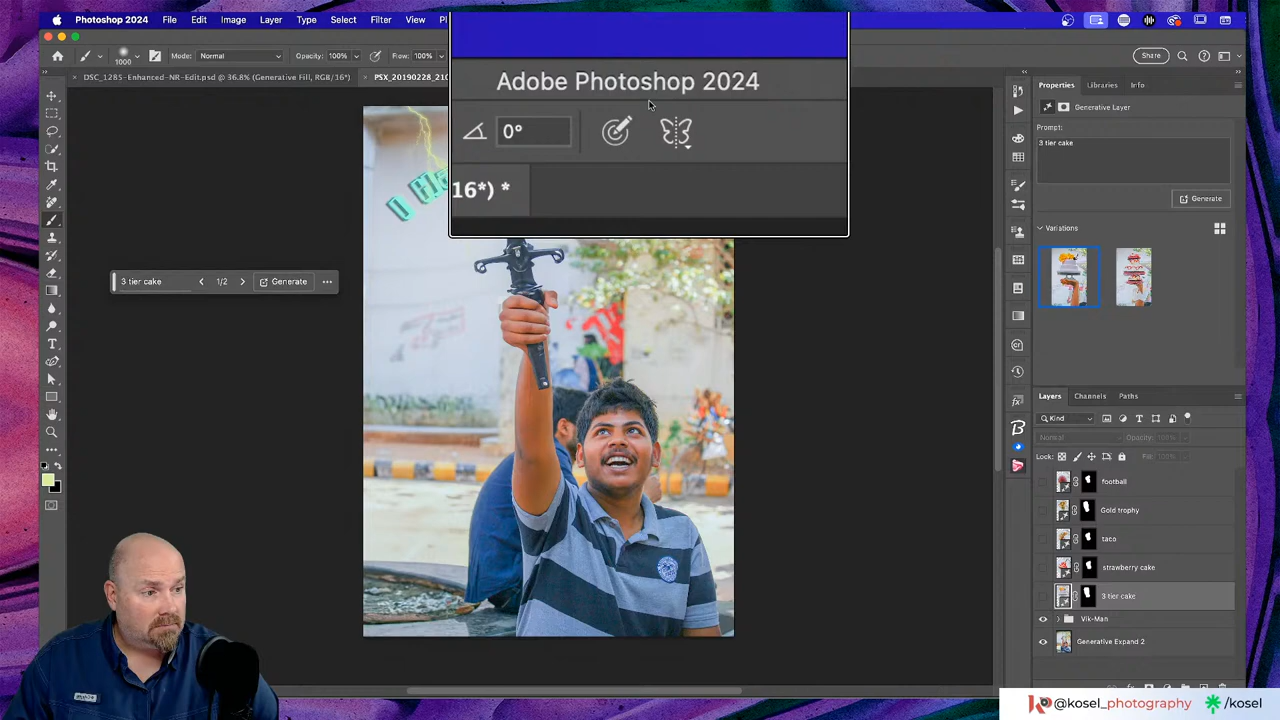 Photoshop 2024 File Edit Image Layer Type Select Filter
Adobe Photoshop 2024
1000 Mode: Normal Opacity: 100% Flow: 100%
0°
Share
DSC_1285-Enhanced-NR-Edit.psd @ 36.8% (Generative Fill, RGB/16*)
16*) *
Properties Libraries Info
Generative Layer
Prompt:
3 tier cake
Generate
Variations
3 tier cake 1/2 Generate
Layers Channels Paths
Kind
Normal Opacity: 100%
Lock: Fill: 100%
football
Gold trophy
taco
strawberry cake
3 tier cake
Vik-Man
Generative Expand 2
@kosel_photography /kosel